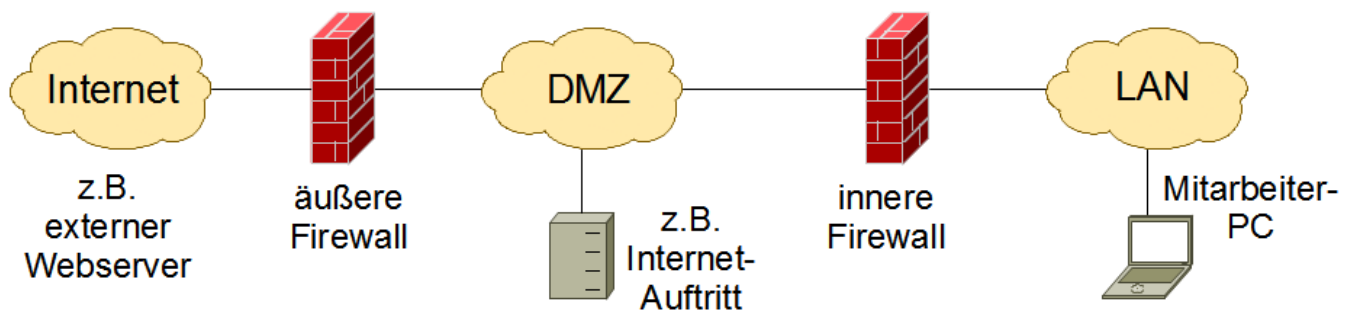 Internet
z.B.
externer
Webserver
äußere
Firewall
DMZ
z.B.
Internet-
Auftritt
innere
Firewall
LAN
Mitarbeiter-
PC